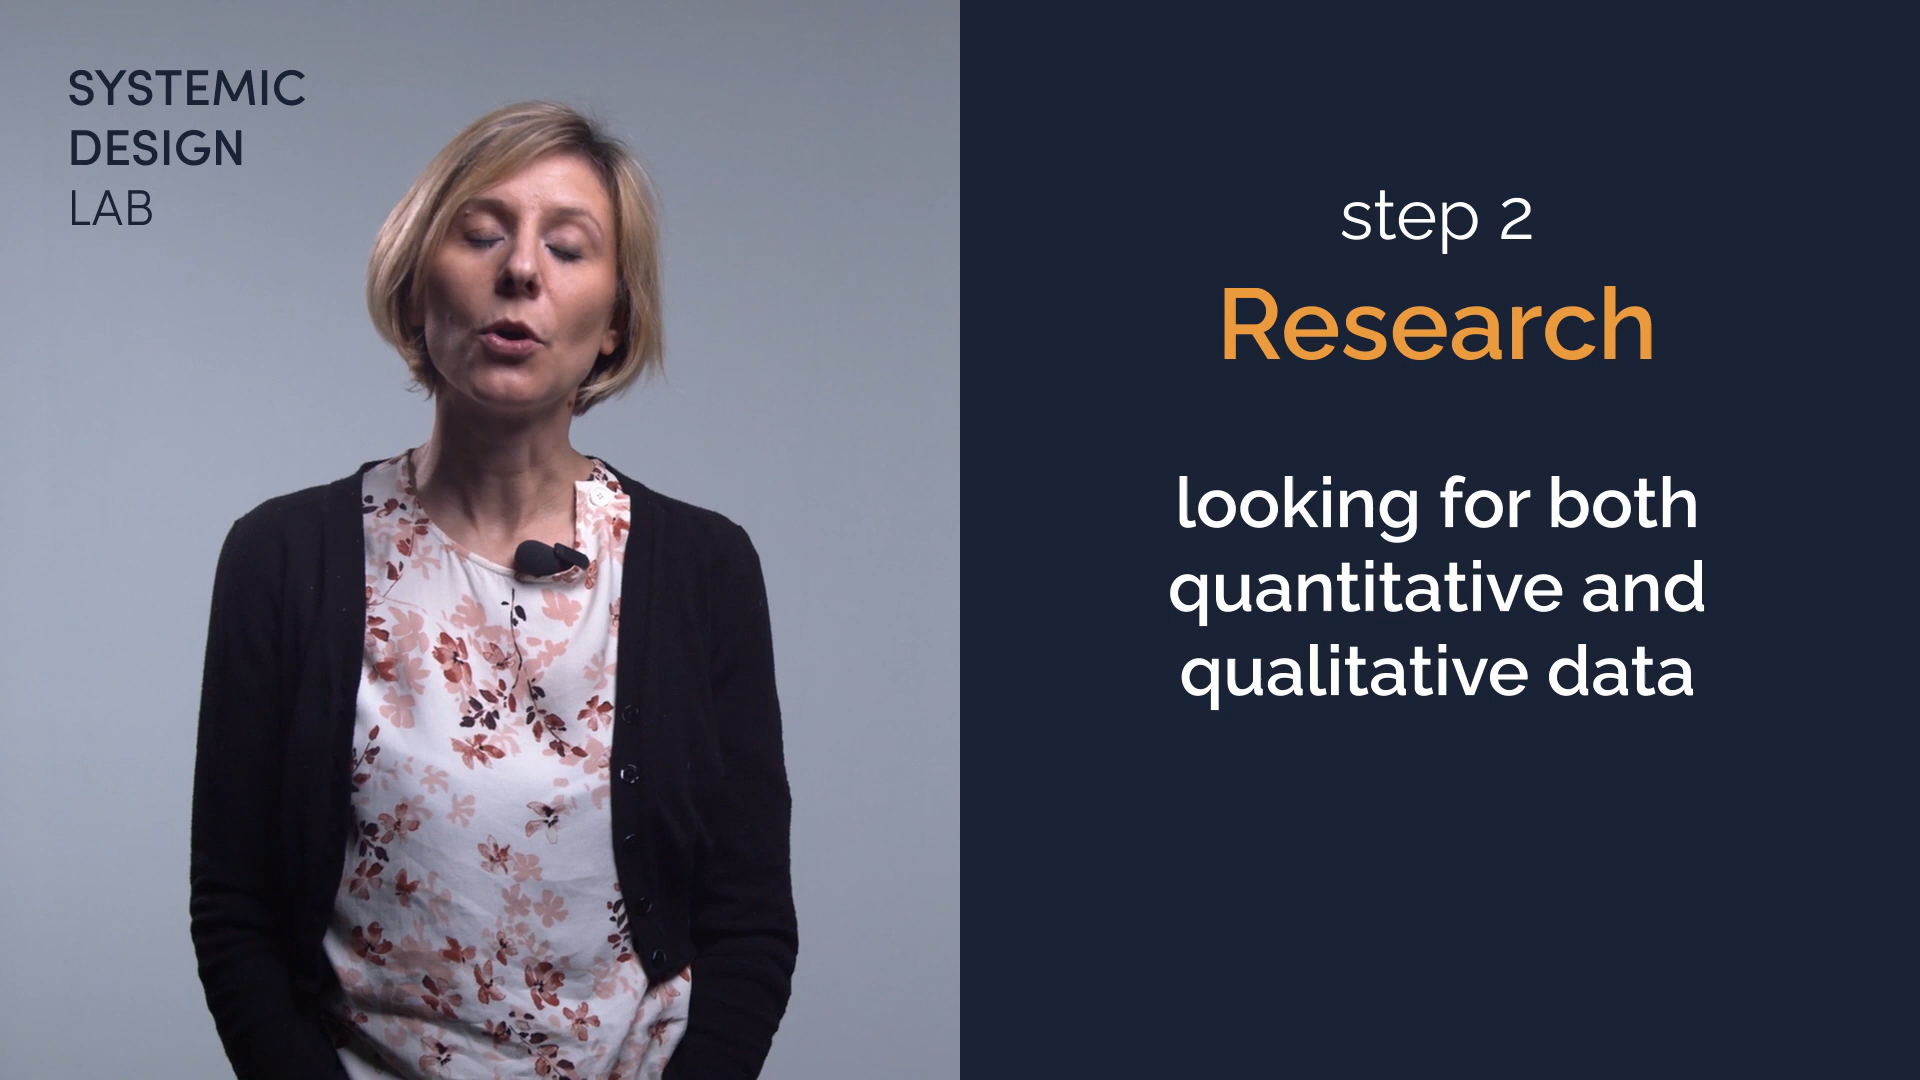 SYSTEMIC
DESIGN
LAB
step 2
Research
looking for both
quantitative and
qualitative data